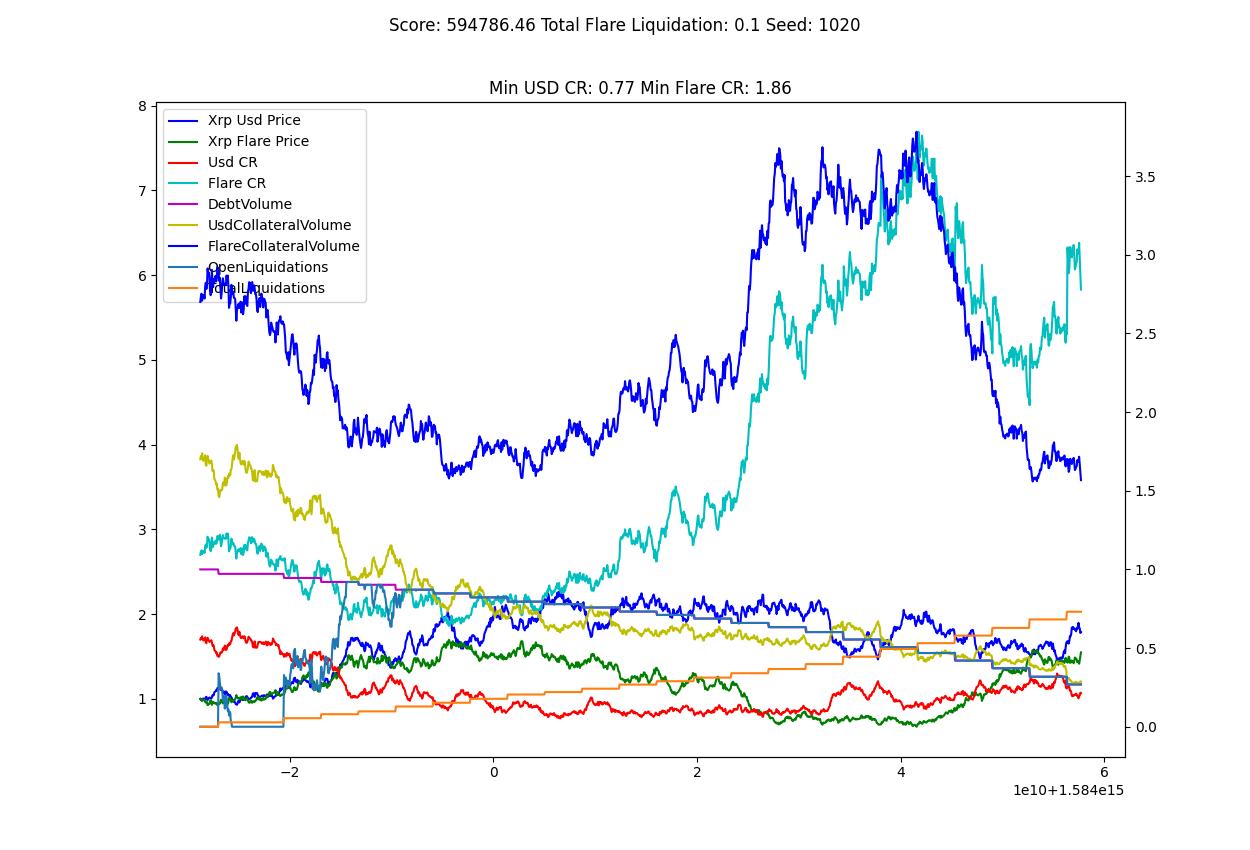 Score: 594786.46 Total Flare Liquidation: 0.1 Seed: 1020
Min USD CR: 0.77 Min Flare CR: 1.86
Xrp Usd Price
Xrp Flare Price
Usd CR
Flare CR
DebtVolume
UsdCollateralVolume
FlareCollateralVolume
OpenLiquidations
TotalLiquidations
8
7
6
5
4
3
2
1
3.5
3.0
2.5
2.0
1.5
1.0
0.5
0.0
−2
0
2
4
6
1e10+1.584e15